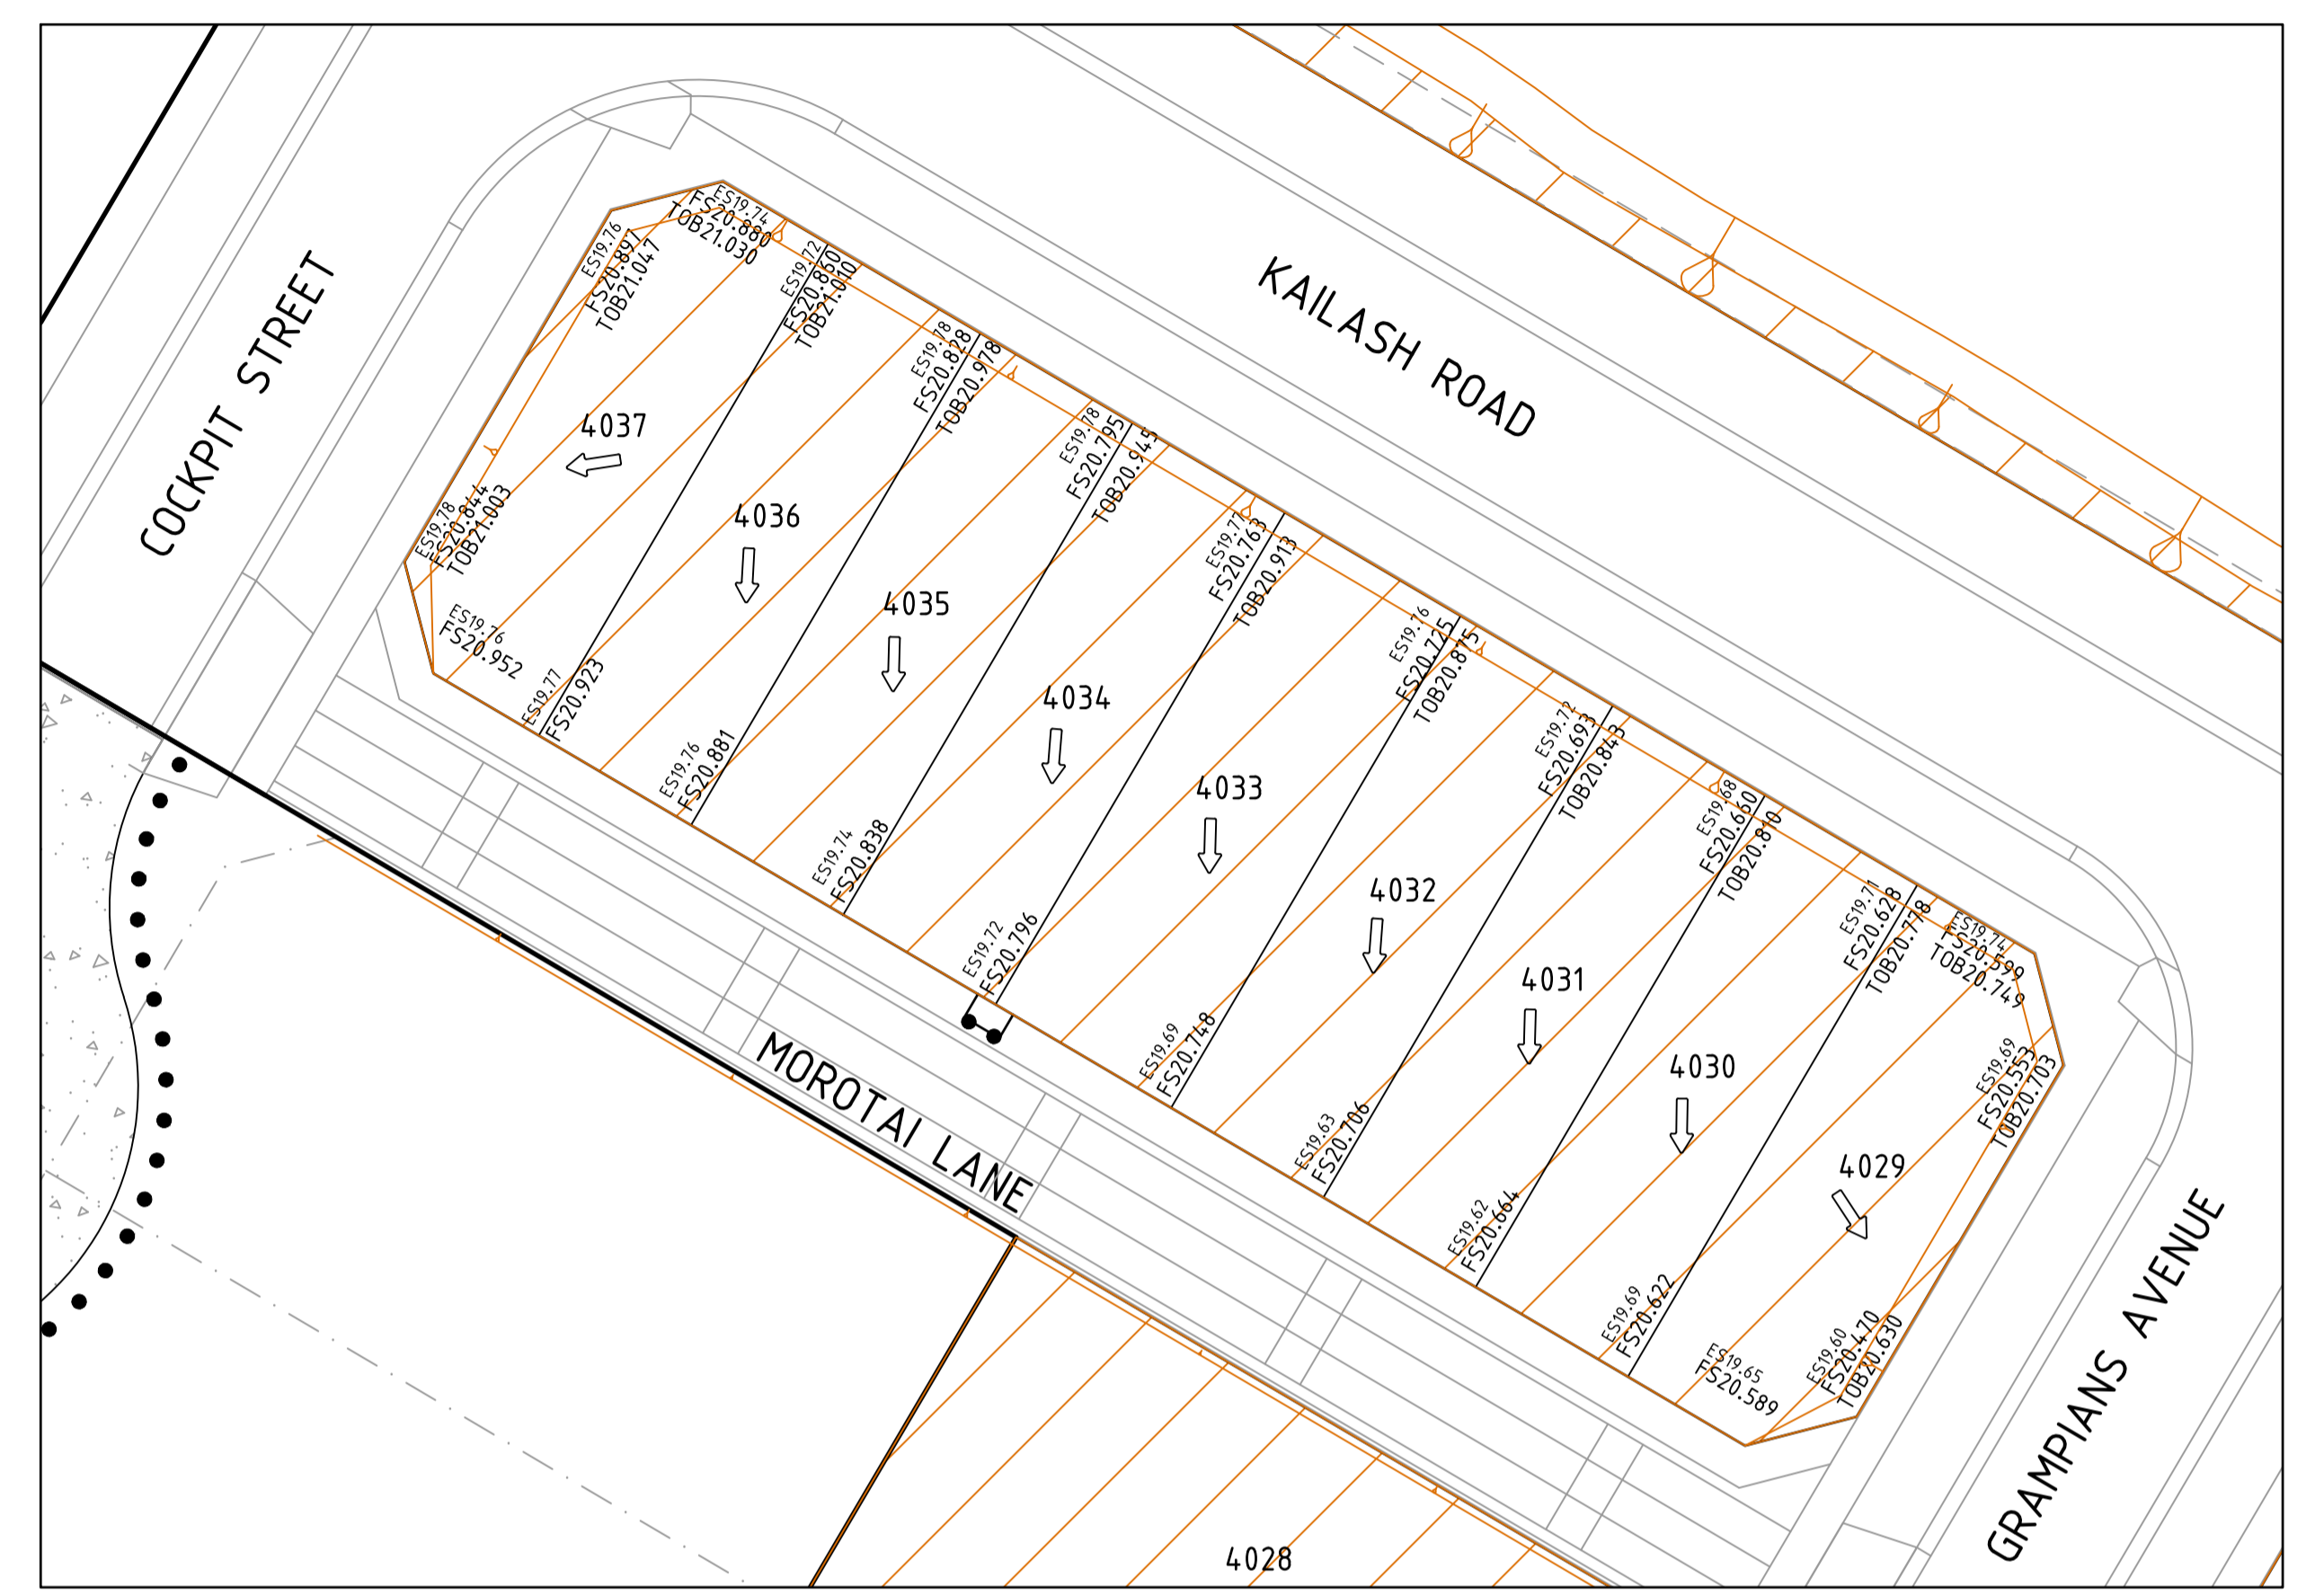 KAILASH ROAD
COCKPIT STREET
MOROTAI LANE
GRAMPIANS AVENUE
ES19.74
FS20.880
TOB21.030
ES19.76
FS20.897
TOB21.047
ES19.72
FS20.860
TOB21.010
ES19.78
FS20.828
TOB20.978
ES19.78
FS20.795
TOB20.945
ES19.77
FS20.763
TOB20.913
ES19.76
FS20.725
TOB20.875
ES19.72
FS20.693
TOB20.843
ES19.68
FS20.660
TOB20.810
ES19.71
FS20.628
TOB20.778
ES19.74
FS20.599
TOB20.749
ES19.69
FS20.553
TOB20.703
4037
4036
4035
4034
4033
4032
4031
4030
4029
ES19.78
FS20.844
TOB21.003
ES19.76
FS20.952
ES19.77
FS20.923
ES19.76
FS20.881
ES19.74
FS20.838
ES19.72
FS20.796
ES19.69
FS20.748
ES19.63
FS20.706
ES19.62
FS20.664
ES19.69
FS20.622
ES19.65
FS20.589
ES19.60
FS20.470
TOB20.630
4028